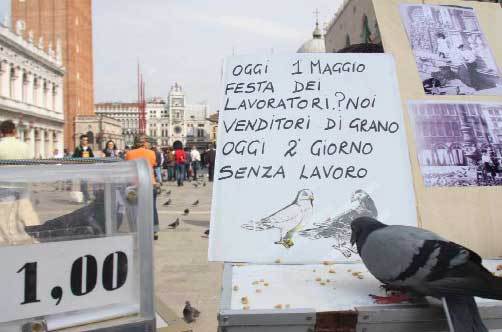 OGGI 1 MAGGIO
FESTA DEI
LAVORATORI.?NOI
VENDITORI DI GRANO
OGGI 2° GIORNO
SENZA LAVORO
1,00